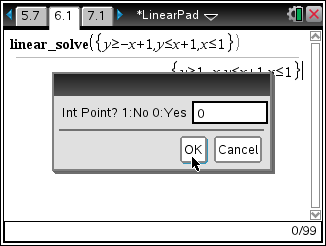 5.7 6.1 7.1 *LinearPad
linear_solve({y≥−x+1,y≤x+1,x≤1})
{y≥1−x,y≤x+1,x≤1}
Int Point? 1:No 0:Yes 0
OK Cancel
0/99